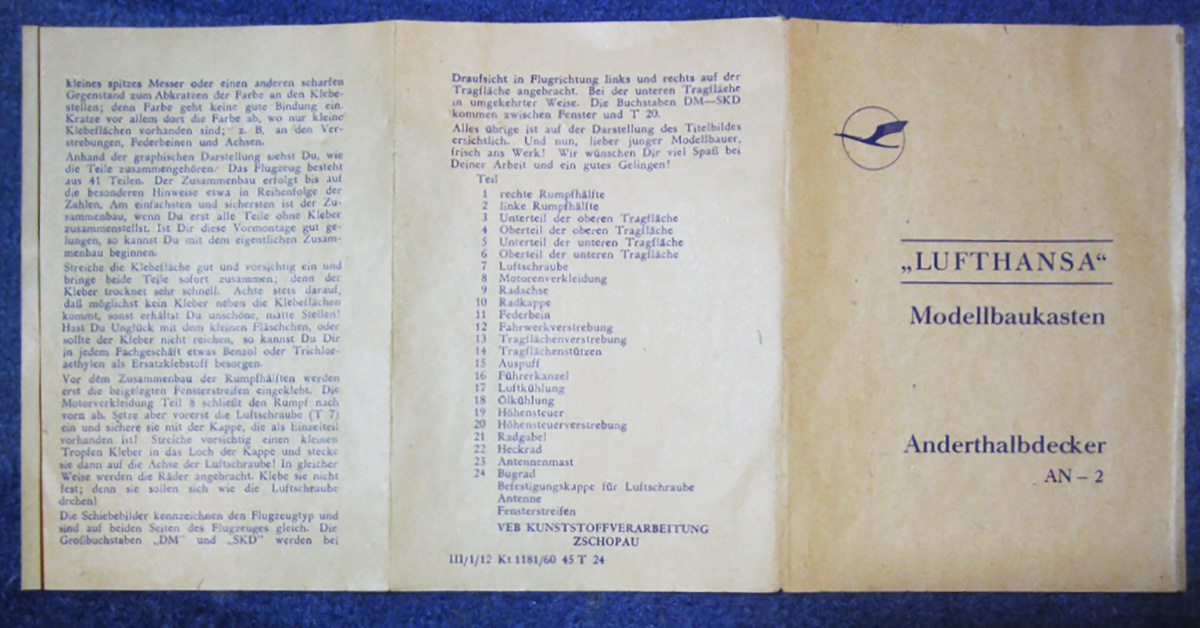 kleines spitzes Messer oder einen anderen scharfen
Gegenstand zum Abkratzen der Farbe an den Klebe-
stellen; denn Farbe geht keine gute Bindung ein.
Kratze vor allem dort die Farbe ab, wo nur kleine
Klebeflächen vorhanden sind; z. B. an den Ver-
strebungen, Federbeinen und Achsen.
Anhand der graphischen Darstellung siehst Du, wie
die Teile zusammengehören. Das Flugzeug besteht
aus 41 Teilen. Der Zusammenbau erfolgt bis auf
die besonderen Hinweise etwa in Reihenfolge der
Zahlen. Am einfachsten und sichersten ist der Zu-
sammenbau, wenn Du erst alle Teile ohne Kleber
zusammenstellst. Ist Dir diese Vormontage gut ge-
lungen, so kannst Du mit dem eigentlichen Zusam-
menbau beginnen.
Streiche die Klebefläche gut und vorsichtig ein und
bringe beide Teile sofort zusammen; denn der
Kleber trocknet sehr schnell. Achte stets darauf,
daß möglichst kein Kleber neben die Klebeflächen
kommt, sonst erhältst Du unschöne, matte Stellen!
Hast Du Unglück mit dem kleinen Fläschchen, oder
sollte der Kleber nicht reichen, so kannst Du Dir
in jedem Fachgeschäft etwas Benzol oder Trichlor-
aethylen als Ersatzklebstoff besorgen.
Vor dem Zusammenbau der Rumpfhälften werden
erst die beigelegten Fensterstreifen eingeklebt. Die
Motorverkleidung Teil 8 schließt den Rumpf nach
vorn ab. Setze aber vorerst die Luftschraube (T 7)
ein und sichere sie mit der Kappe, die als Einzelteil
vorhanden ist! Streiche vorsichtig einen kleinen
Tropfen Kleber in das Loch der Kappe und stecke
sie dann auf die Achse der Luftschraube! In gleicher
Weise werden die Räder angebracht. Klebe sie nicht
fest; denn sie sollen sich wie die Luftschraube
drehen!
Die Schiebebilder kennzeichnen den Flugzeugtyp und
sind auf beiden Seiten des Flugzeuges gleich. Die
Großbuchstaben „DM" und „SKD" werden bei
Draufsicht in Flugrichtung links und rechts auf der
Tragfläche angebracht. Bei der unteren Tragfläche
in umgekehrter Weise. Die Buchstaben DM—SKD
kommen zwischen Fenster und T 20.
Alles übrige ist auf der Darstellung des Titelbildes
ersichtlich. Und nun, lieber junger Modellbauer,
frisch ans Werk! Wir wünschen Dir viel Spaß bei
Deiner Arbeit und ein gutes Gelingen!
Teil
1 rechte Rumpfhälfte
2 linke Rumpfhälfte
3 Unterteil der oberen Tragfläche
4 Oberteil der oberen Tragfläche
5 Unterteil der unteren Tragfläche
6 Oberteil der unteren Tragfläche
7 Luftschraube
8 Motorenverkleidung
9 Radachse
10 Radkappe
11 Federbein
12 Fahrwerkverstrebung
13 Tragflächenverstrebung
14 Tragflächenstützen
15 Auspuff
16 Führerkanzel
17 Luftkühlung
18 Ölkühlung
19 Höhensteuer
20 Höhensteuerverstrebung
21 Radgabel
22 Heckrad
23 Antennenmast
24 Bugrad
Befestigungskappe für Luftschraube
Antenne
Fensterstreifen
VEB KUNSTSTOFFVERARBEITUNG
ZSCHOPAU
III/1/12 Kt 1181/60 45 T 24
„LUFTHANSA“
Modellbaukasten
Anderthalbdecker
AN – 2